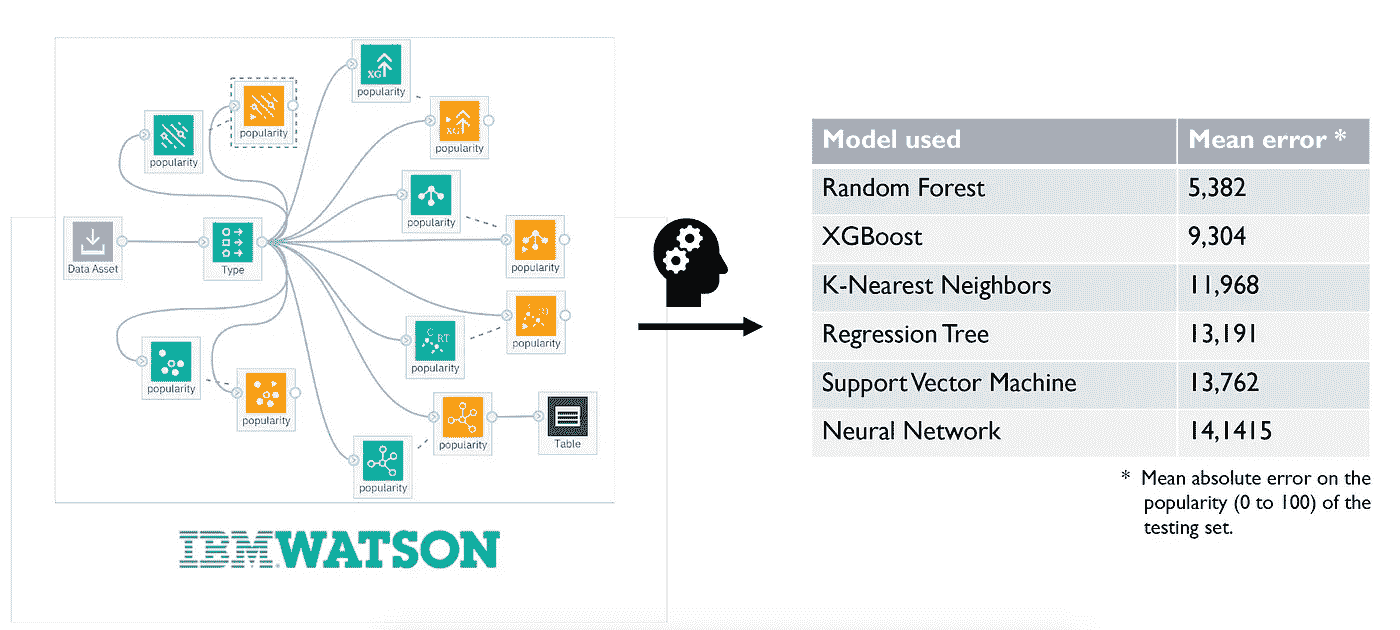 XG
popularity
popularity
popularity
XG
popularity
popularity
popularity
Data Asset
Type
popularity
popularity
C RT
popularity
popularity
popularity
popularity
Table
popularity
IBM WATSON
Model used Mean error *
Random Forest 5,382
XGBoost 9,304
K-Nearest Neighbors 11,968
Regression Tree 13,191
Support Vector Machine 13,762
Neural Network 14,1415
* Mean absolute error on the
popularity (0 to 100) of the
testing set.